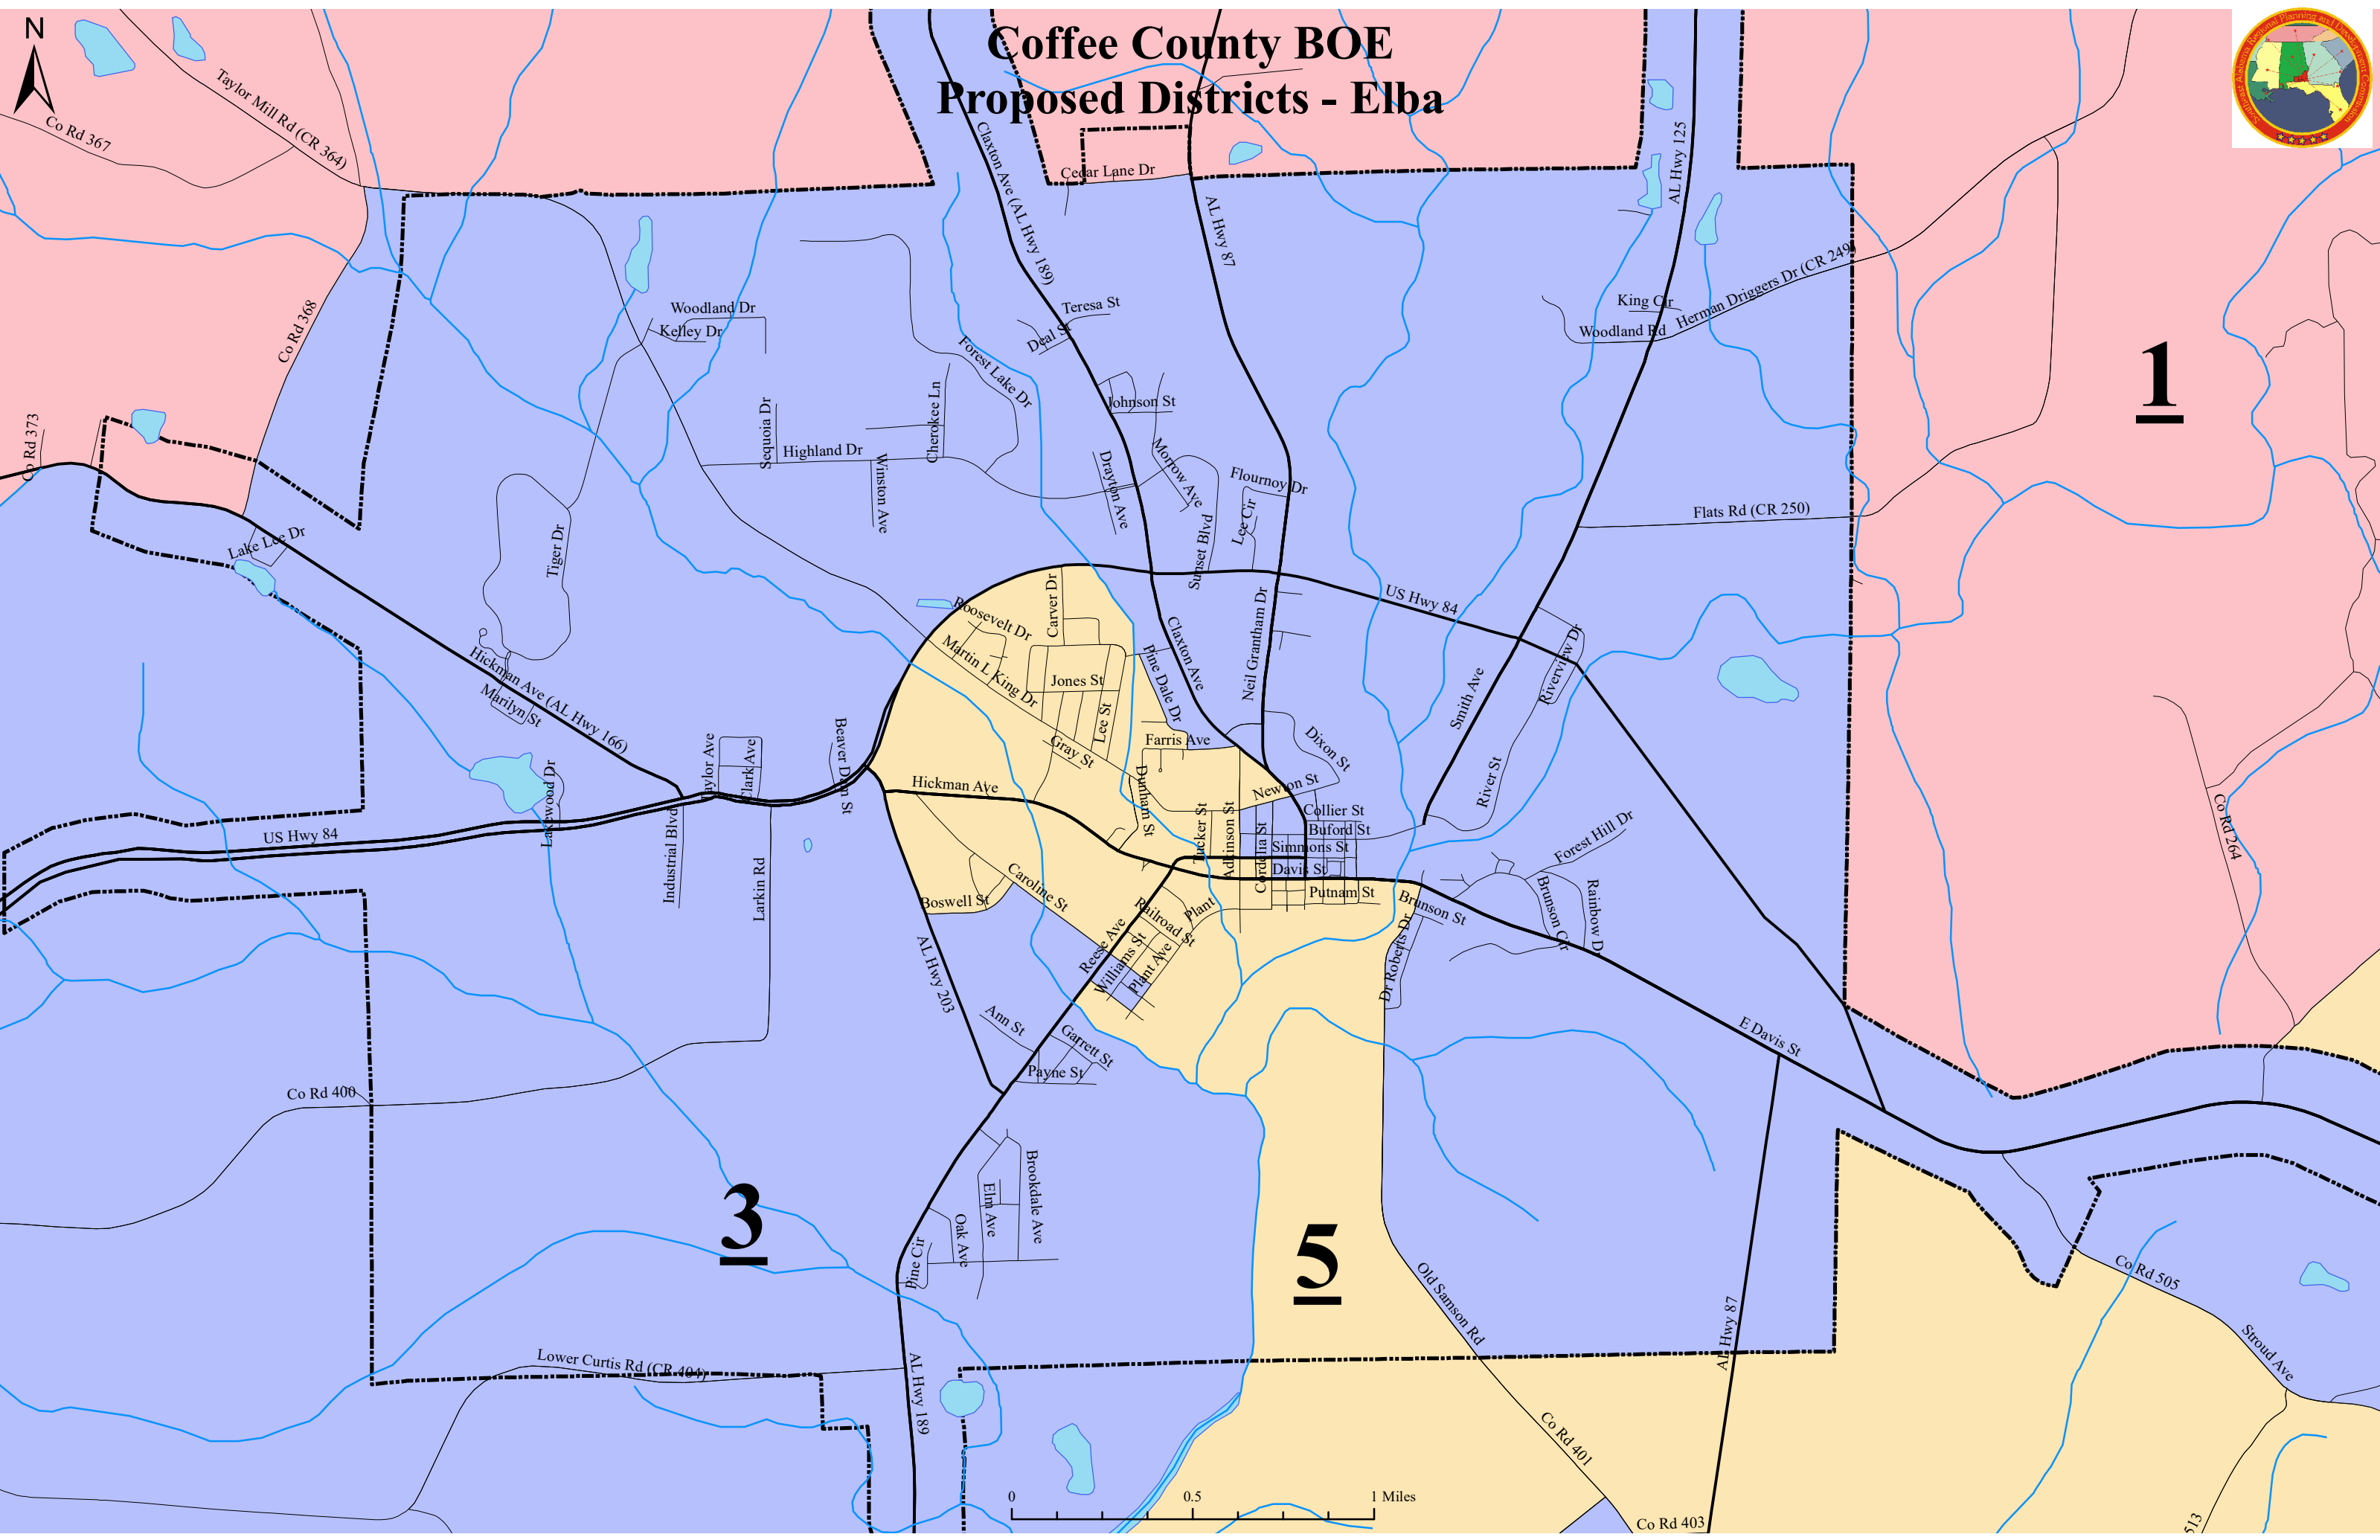 N
Coffee County BOE
Proposed Districts - Elba
Southeast Alabama Regional Planning and Development Commission
Taylor Mill Rd (CR 364)
Co Rd 367
Cedar Lane Dr
Claxton Ave (AL Hwy 189)
AL Hwy 87
AL Hwy 125
Herman Driggers Dr (CR 249)
King Cir
Woodland Rd
Co Rd 368
Woodland Dr
Kelley Dr
Teresa St
Deal St
Forest Lake Dr
1
Co Rd 373
Johnson St
Sequoia Dr
Highland Dr
Cherokee Ln
Winston Ave
Drayton Ave
Morrow Ave
Flournoy Dr
Lee Cir
Sunset Blvd
Flats Rd (CR 250)
Lake Lee Dr
Tiger Dr
US Hwy 84
Roosevelt Dr
Carver Dr
Martin L King Dr
Jones St
Pine Dale Dr
Claxton Ave
Neil Grantham Dr
Smith Ave
Riverview Dr
Hickman Ave (AL Hwy 166)
Marilyn St
Lee St
Gray St
Farris Ave
Dixon St
River St
Taylor Ave
Clark Ave
Beaver Dam St
Hickman Ave
Dunham St
Newton St
Collier St
Buford St
Simmons St
Davis St
Putnam St
Tucker St
Adkinson St
Cordelia St
Lakewood Dr
US Hwy 84
Industrial Blvd
Larkin Rd
Forest Hill Dr
Co Rd 264
Boswell St
Caroline St
Railroad St
Plant
Brunson St
Brunson Cir
Rainbow Dr
Reese Ave
Williams St
Plant Ave
Dr Roberts Dr
AL Hwy 203
Ann St
Garrett St
Payne St
E Davis St
Co Rd 400
3
5
Brookdale Ave
Elm Ave
Oak Ave
Pine Cir
Old Samson Rd
AL Hwy 87
Co Rd 505
Stroud Ave
Lower Curtis Rd (CR 404)
AL Hwy 189
Co Rd 401
0 0.5 1 Miles
Co Rd 403
513